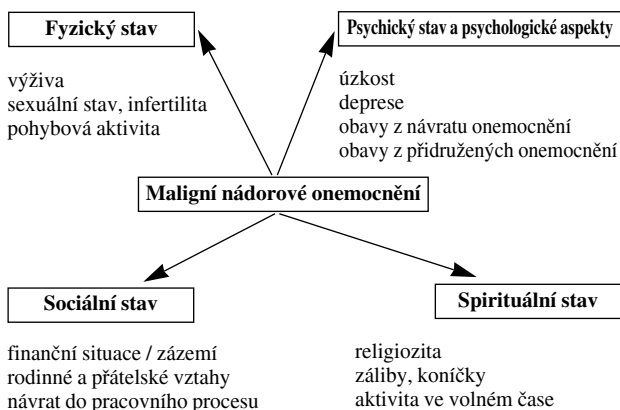 Fyzický stav
výživa
sexuální stav, infertilita
pohybová aktivita
Psychický stav a psychologické aspekty
úzkost
deprese
obavy z návratu onemocnění
obavy z přidružených onemocnění
Maligní nádorové onemocnění
Sociální stav
finanční situace / zázemí
rodinné a přátelské vztahy
návrat do pracovního procesu
Spirituální stav
religiozita
záliby, koníčky
aktivita ve volném čase